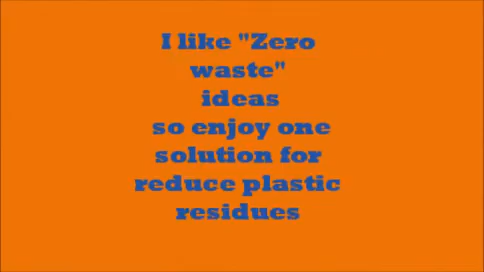 I like "Zero
waste"
ideas
so enjoy one
solution for
reduce plastic
residues